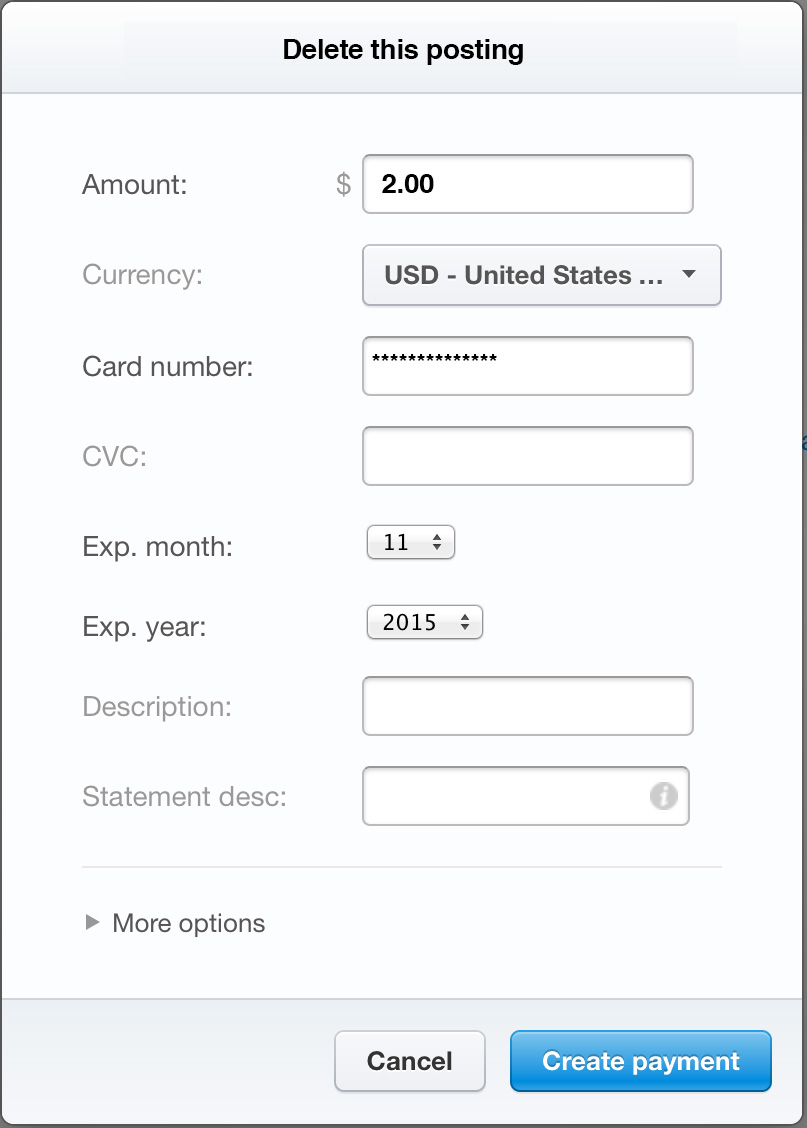 Delete this posting
Amount: $ 2.00
Currency: USD - United States ...
Card number: **************
CVC:
Exp. month: 11
Exp. year: 2015
Description:
Statement desc: i
More options
Cancel Create payment